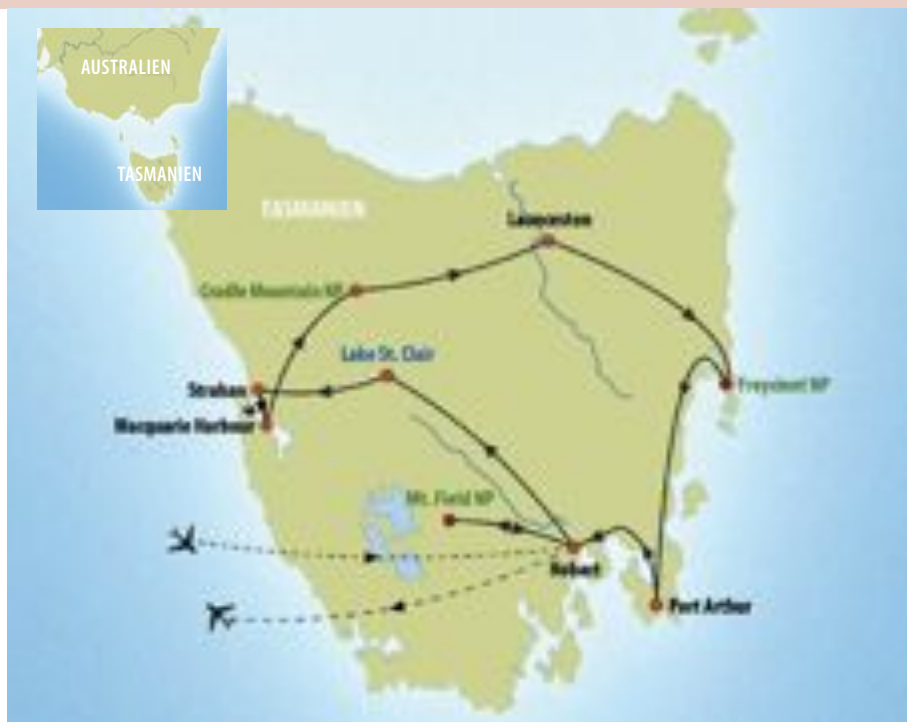 AUSTRALIEN
TASMANIEN
TASMANIEN
Launceston
Cradle Mountain NP
Lake St. Clair
Strahan
Freycinet NP
Macquarie Harbour
Mt. Field NP
Hobart
Port Arthur